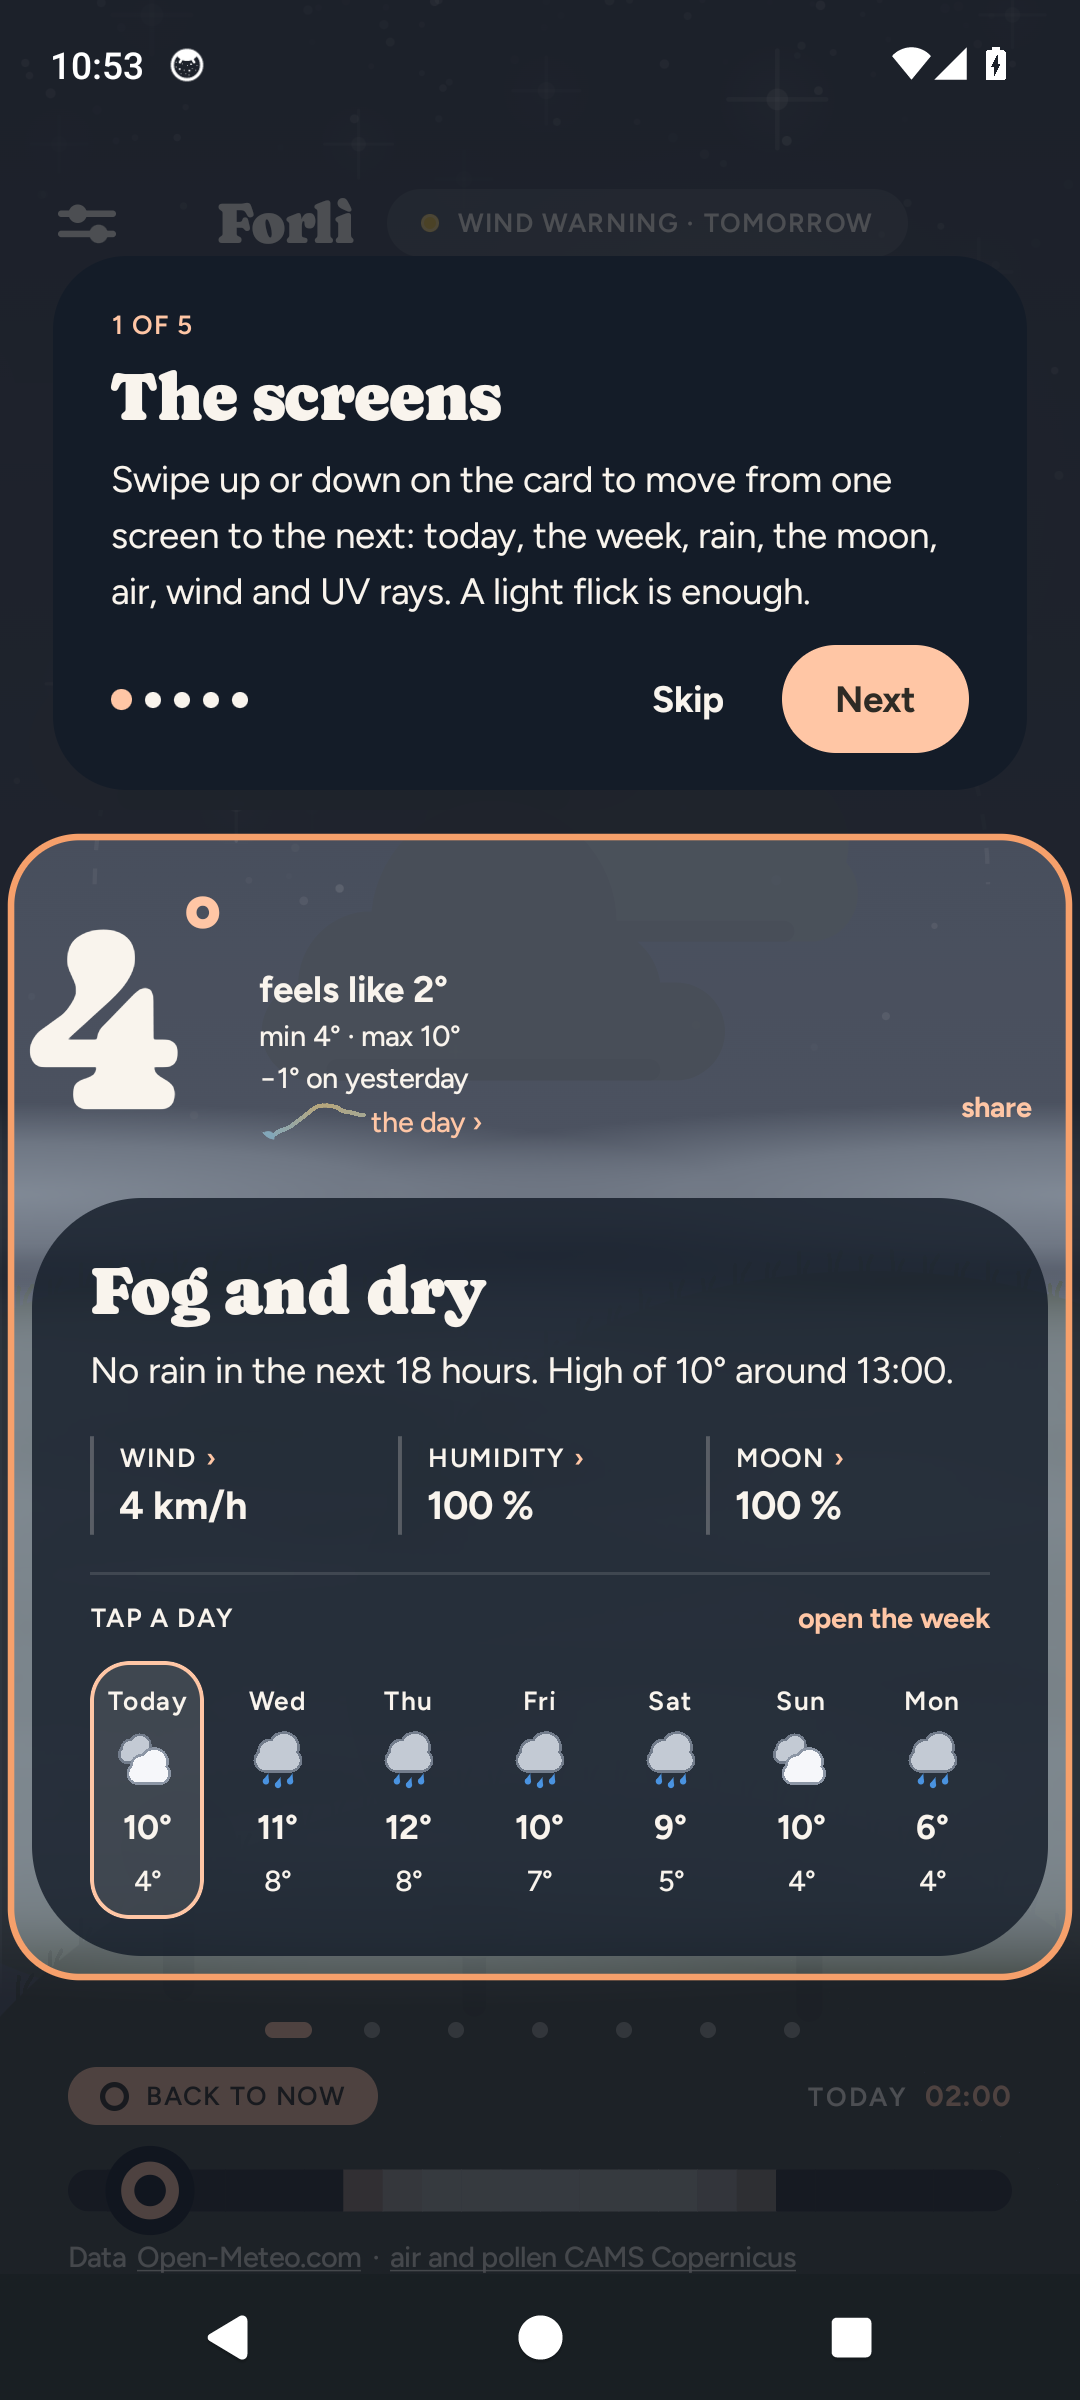 10:53
Forlì
WIND WARNING · TOMORROW
1 OF 5
The screens
Swipe up or down on the card to move from one
screen to the next: today, the week, rain, the moon,
air, wind and UV rays. A light flick is enough.
Skip
Next
4°
feels like 2°
min 4° · max 10°
−1° on yesterday
the day ›
share
Fog and dry
No rain in the next 18 hours. High of 10° around 13:00.
WIND › HUMIDITY › MOON ›
4 km/h 100 % 100 %
TAP A DAY open the week
Today Wed Thu Fri Sat Sun Mon
10° 11° 12° 10° 9° 10° 6°
4° 8° 8° 7° 5° 4° 4°
BACK TO NOW TODAY 02:00
Data Open-Meteo.com · air and pollen CAMS Copernicus